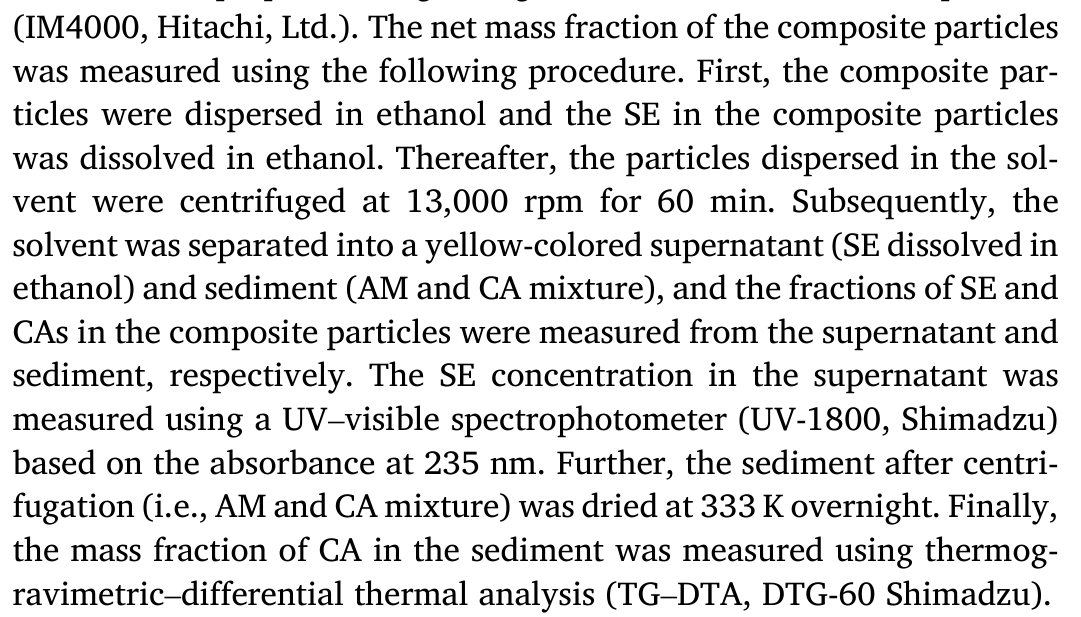 (IM4000, Hitachi, Ltd.). The net mass fraction of the composite particles
was measured using the following procedure. First, the composite par-
ticles were dispersed in ethanol and the SE in the composite particles
was dissolved in ethanol. Thereafter, the particles dispersed in the sol-
vent were centrifuged at 13,000 rpm for 60 min. Subsequently, the
solvent was separated into a yellow-colored supernatant (SE dissolved in
ethanol) and sediment (AM and CA mixture), and the fractions of SE and
CAs in the composite particles were measured from the supernatant and
sediment, respectively. The SE concentration in the supernatant was
measured using a UV–visible spectrophotometer (UV-1800, Shimadzu)
based on the absorbance at 235 nm. Further, the sediment after centri-
fugation (i.e., AM and CA mixture) was dried at 333 K overnight. Finally,
the mass fraction of CA in the sediment was measured using thermog-
ravimetric–differential thermal analysis (TG–DTA, DTG-60 Shimadzu).